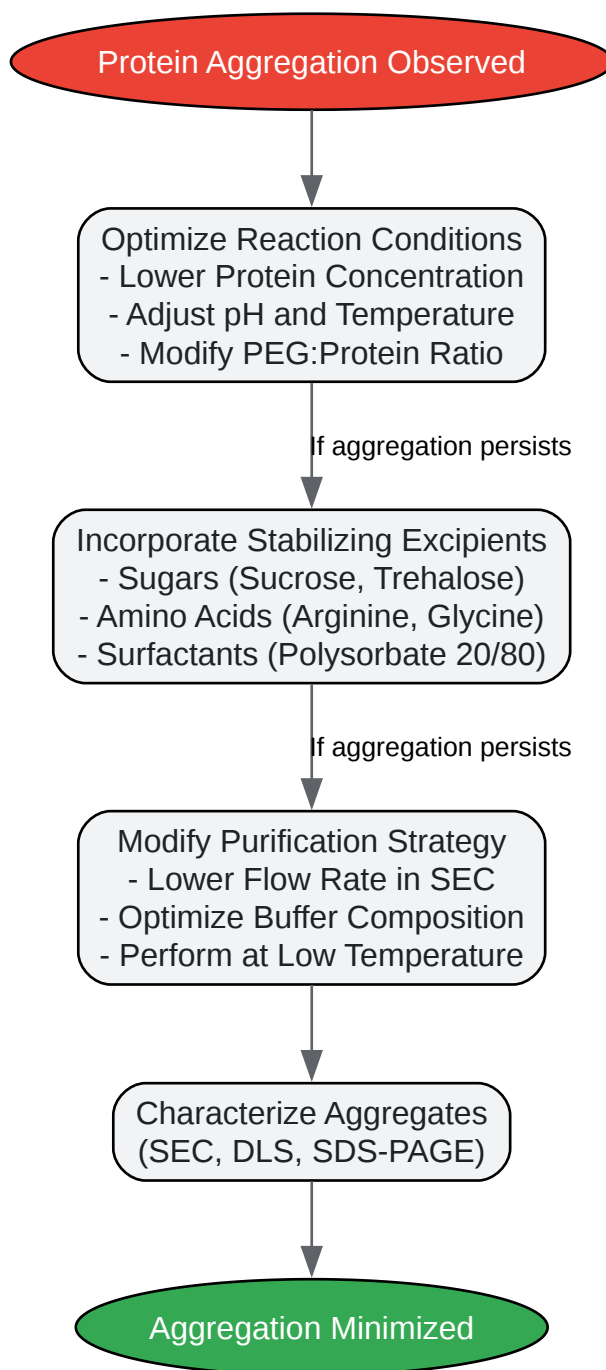 Protein Aggregation Observed
Optimize Reaction Conditions
- Lower Protein Concentration
- Adjust pH and Temperature
- Modify PEG:Protein Ratio
If aggregation persists
Incorporate Stabilizing Excipients
- Sugars (Sucrose, Trehalose)
- Amino Acids (Arginine, Glycine)
- Surfactants (Polysorbate 20/80)
If aggregation persists
Modify Purification Strategy
- Lower Flow Rate in SEC
- Optimize Buffer Composition
- Perform at Low Temperature
Characterize Aggregates
(SEC, DLS, SDS-PAGE)
Aggregation Minimized